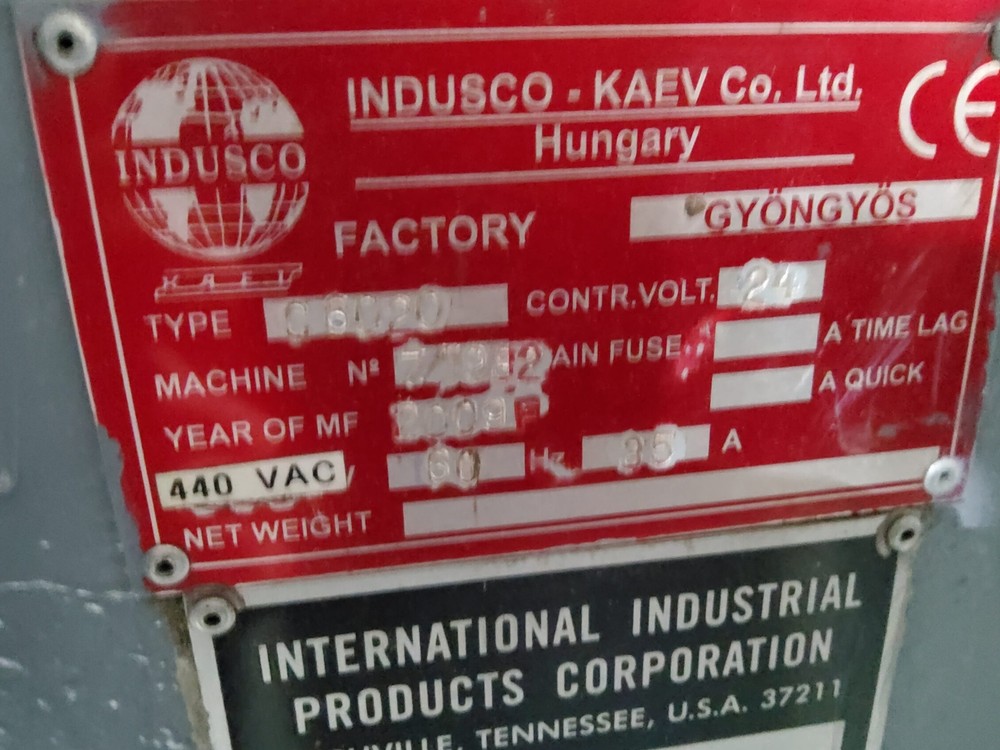 INDUSCO
KAEV
INDUSCO - KAEV Co. Ltd.
Hungary
CE
FACTORY GYÖNGYÖS
TYPE CONTR.VOLT. 24
MACHINE Nº AIN FUSE A TIME LAG
A QUICK
YEAR OF MF
440 VAC 60 Hz 35 A
NET WEIGHT
INTERNATIONAL INDUSTRIAL
PRODUCTS CORPORATION
TENNESSEE, U.S.A. 37211